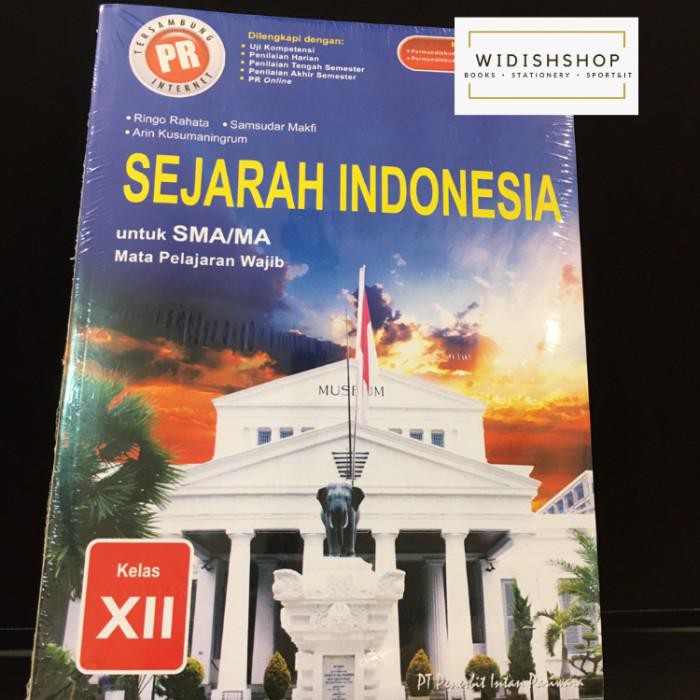 TERSAMBUNG
PR
INTERNET
Dilengkapi dengan:
• Uji Kompetensi
• Penilaian Harian
• Penilaian Tengah Semester
• Penilaian Akhir Semester
• PR Online
WIDISHSHOP
BOOKS • STATIONERY • SPORT&IT
• Ringo Rahata • Samsudar Makfi
• Arin Kusumaningrum
SEJARAH INDONESIA
untuk SMA/MA
Mata Pelajaran Wajib
MUSEUM
Kelas
XII
PT Penerbit Intan Pariwara